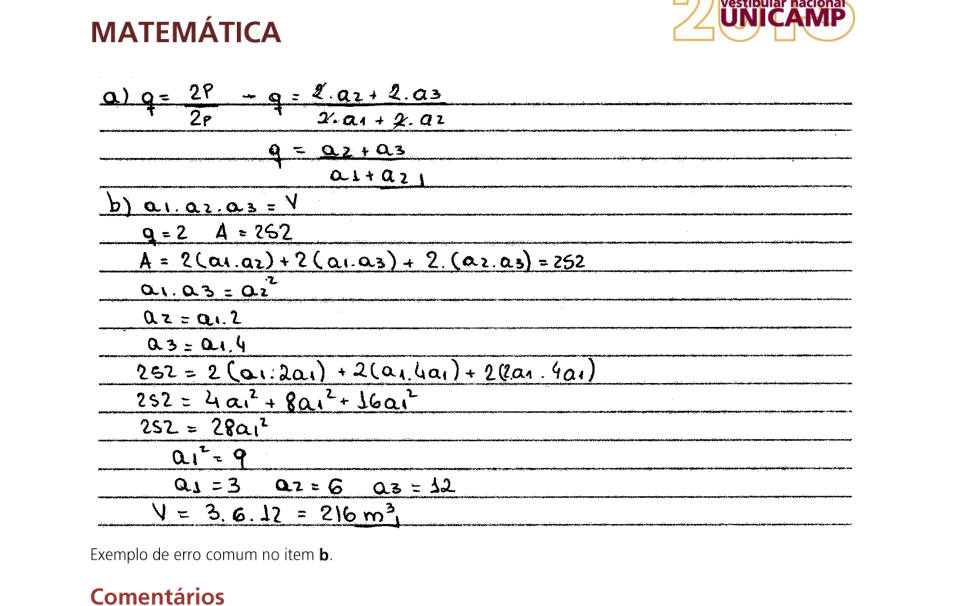 vestibular nacional
UNICAMP
MATEMÁTICA
a) q = 2P/2p - q = 2.a2 + 2.a3 / 2.a1 + 2.a2
q = a2 + a3 / a1 + a2
b) a1.a2.a3 = V
q = 2 A = 252
A = 2(a1.a2) + 2(a1.a3) + 2.(a2.a3) = 252
a1.a3 = a2²
a2 = a1.2
a3 = a1.4
252 = 2(a1.2a1) + 2(a1.4a1) + 2(2a1.4a1)
252 = 4a1² + 8a1² + 16a1²
252 = 28a1²
a1² = 9
a1 = 3 a2 = 6 a3 = 12
V = 3.6.12 = 216 m³
Exemplo de erro comum no item b.
Comentários